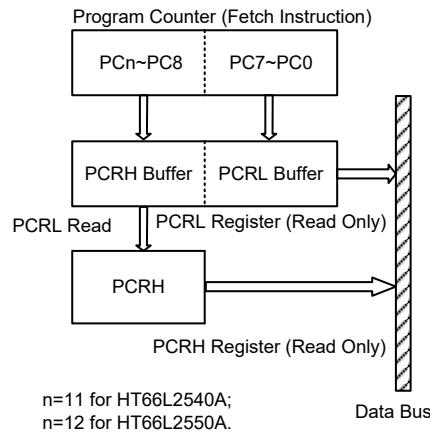 Program Counter (Fetch Instruction)
PCn~PC8
PC7~PC0
PCRH Buffer
PCRL Buffer
PCRL Read
PCRL Register (Read Only)
PCRH
PCRH Register (Read Only)
n=11 for HT66L2540A;
n=12 for HT66L2550A.
Data Bus